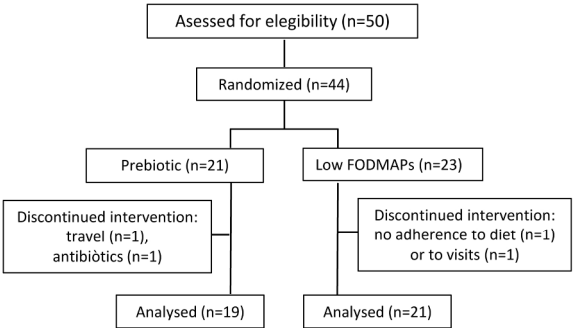 Asessed for elegibility (n=50)
Randomized (n=44)
Prebiotic (n=21)
Low FODMAPs (n=23)
Discontinued intervention:
travel (n=1),
antibiòtics (n=1)
Discontinued intervention:
no adherence to diet (n=1)
or to visits (n=1)
Analysed (n=19)
Analysed (n=21)